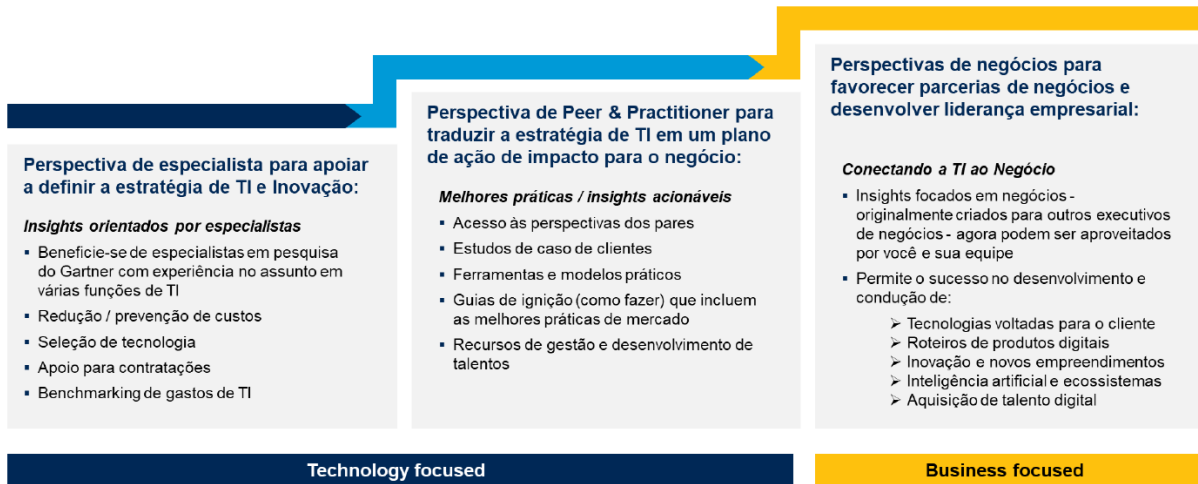 Perspectiva de especialista para apoiar
a definir a estratégia de TI e Inovação:
Insights orientados por especialistas
▪ Beneficie-se de especialistas em pesquisa
do Gartner com experiência no assunto em
várias funções de TI
▪ Redução / prevenção de custos
▪ Seleção de tecnologia
▪ Apoio para contratações
▪ Benchmarking de gastos de TI
Perspectiva de Peer & Practitioner para
traduzir a estratégia de TI em um plano
de ação de impacto para o negócio:
Melhores práticas / insights acionáveis
▪ Acesso às perspectivas dos pares
▪ Estudos de caso de clientes
▪ Ferramentas e modelos práticos
▪ Guias de ignição (como fazer) que incluem
as melhores práticas de mercado
▪ Recursos de gestão e desenvolvimento de
talentos
Perspectivas de negócios para
favorecer parcerias de negócios e
desenvolver liderança empresarial:
Conectando a TI ao Negócio
▪ Insights focados em negócios -
originalmente criados para outros executivos
de negócios - agora podem ser aproveitados
por você e sua equipe
▪ Permite o sucesso no desenvolvimento e
condução de:
➢ Tecnologias voltadas para o cliente
➢ Roteiros de produtos digitais
➢ Inovação e novos empreendimentos
➢ Inteligência artificial e ecossistemas
➢ Aquisição de talento digital
Technology focused
Business focused